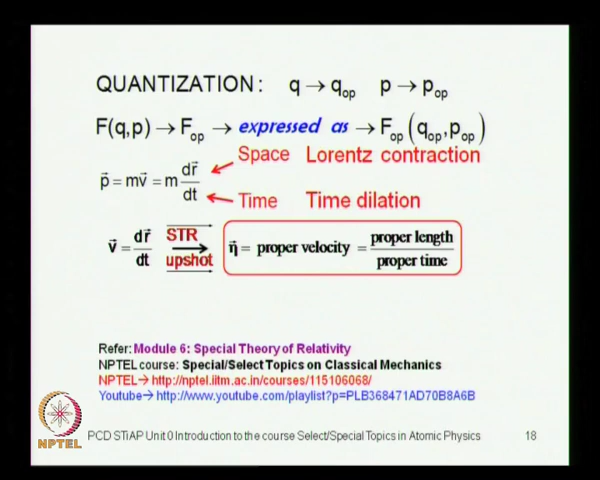 QUANTIZATION: q → q_op p → p_op
F(q,p) → F_op → expressed as → F_op (q_op, p_op)
Space Lorentz contraction
p⃗ = mv⃗ = m dr⃗/dt
Time Time dilation
v⃗ = dr⃗/dt STR upshot η⃗ = proper velocity = proper length/proper time
Refer: Module 6: Special Theory of Relativity
NPTEL course: Special/Select Topics on Classical Mechanics
NPTEL→ http://nptel.iitm.ac.in/courses/115106068/
Youtube→ http://www.youtube.com/playlist?p=PLB368471AD70B8A6B
NPTEL
PCD STiAP Unit 0 Introduction to the course Select/Special Topics in Atomic Physics 18